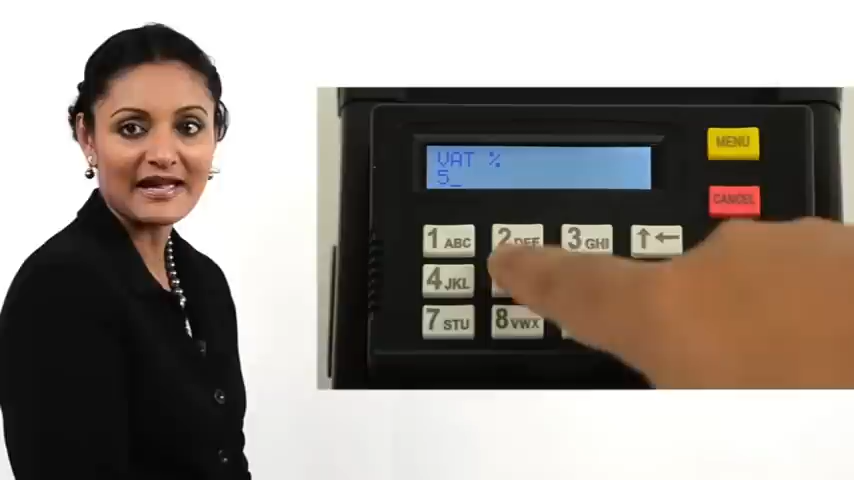 VAT %
5_
MENU
CANCEL
1 ABC
2 DEF
3 GHI
↑←
4 JKL
7 STU
8 VWX